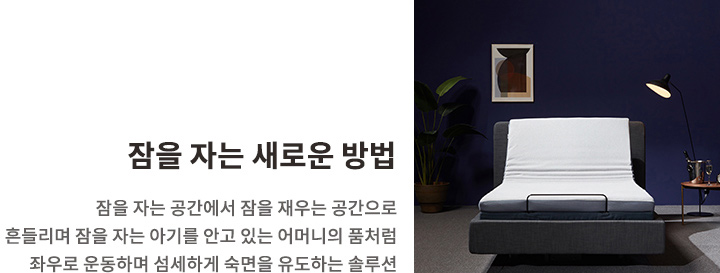 잠을 자는 새로운 방법
잠을 자는 공간에서 잠을 재우는 공간으로
흔들리며 잠을 자는 아기를 안고 있는 어머니의 품처럼
좌우로 운동하며 섬세하게 숙면을 유도하는 솔루션